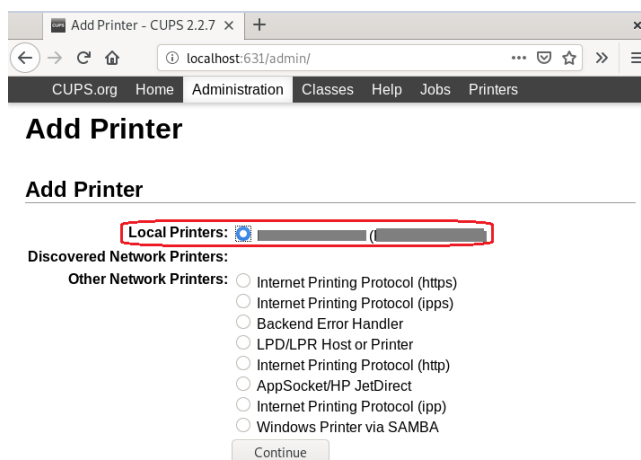 CUPS Add Printer - CUPS 2.2.7
localhost:631/admin/
CUPS.org Home Administration Classes Help Jobs Printers
Add Printer
Add Printer
Local Printers: (
Discovered Network Printers:
Other Network Printers: Internet Printing Protocol (https)
Internet Printing Protocol (ipps)
Backend Error Handler
LPD/LPR Host or Printer
Internet Printing Protocol (http)
AppSocket/HP JetDirect
Internet Printing Protocol (ipp)
Windows Printer via SAMBA
Continue